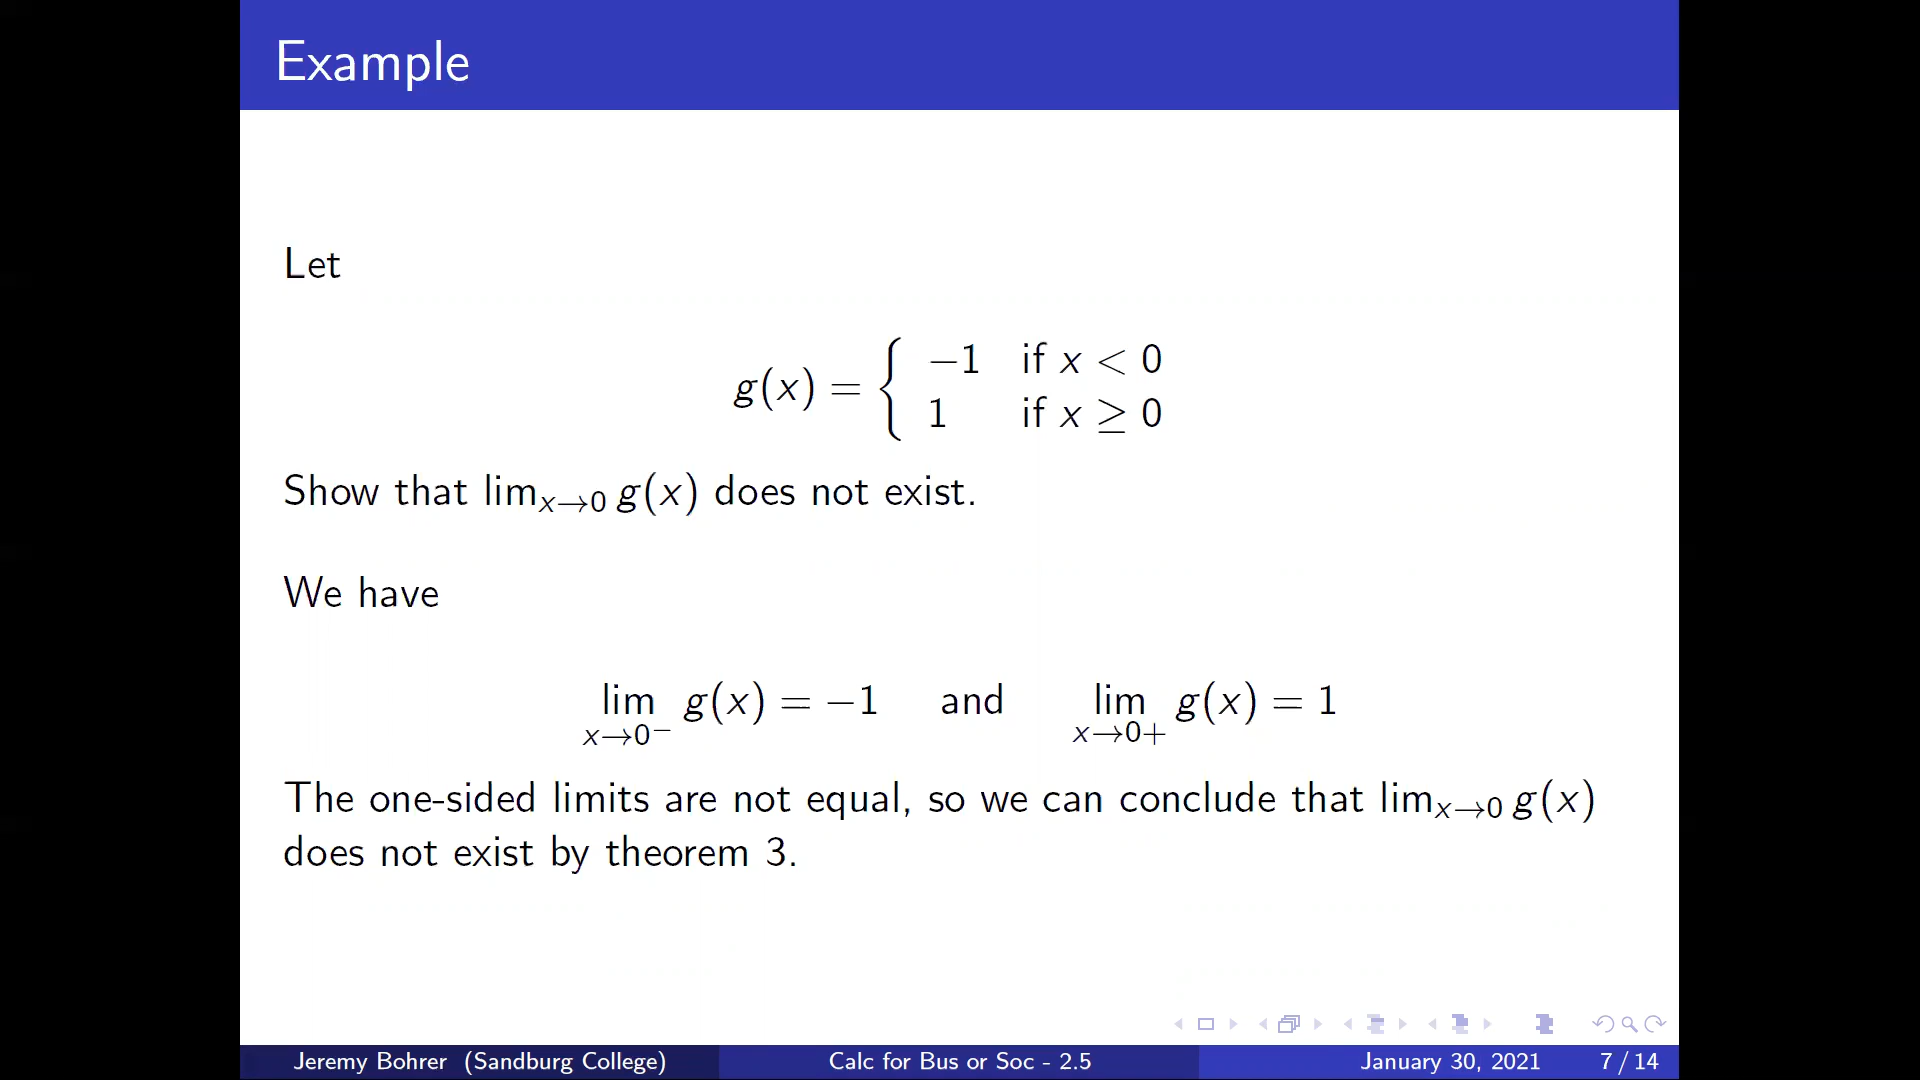 Example
Let
g(x) = { −1 if x < 0
1 if x ≥ 0
Show that lim_{x→0} g(x) does not exist.
We have
lim_{x→0^−} g(x) = −1 and lim_{x→0+} g(x) = 1
The one-sided limits are not equal, so we can conclude that lim_{x→0} g(x)
does not exist by theorem 3.
Jeremy Bohrer (Sandburg College) Calc for Bus or Soc - 2.5 January 30, 2021 7 / 14